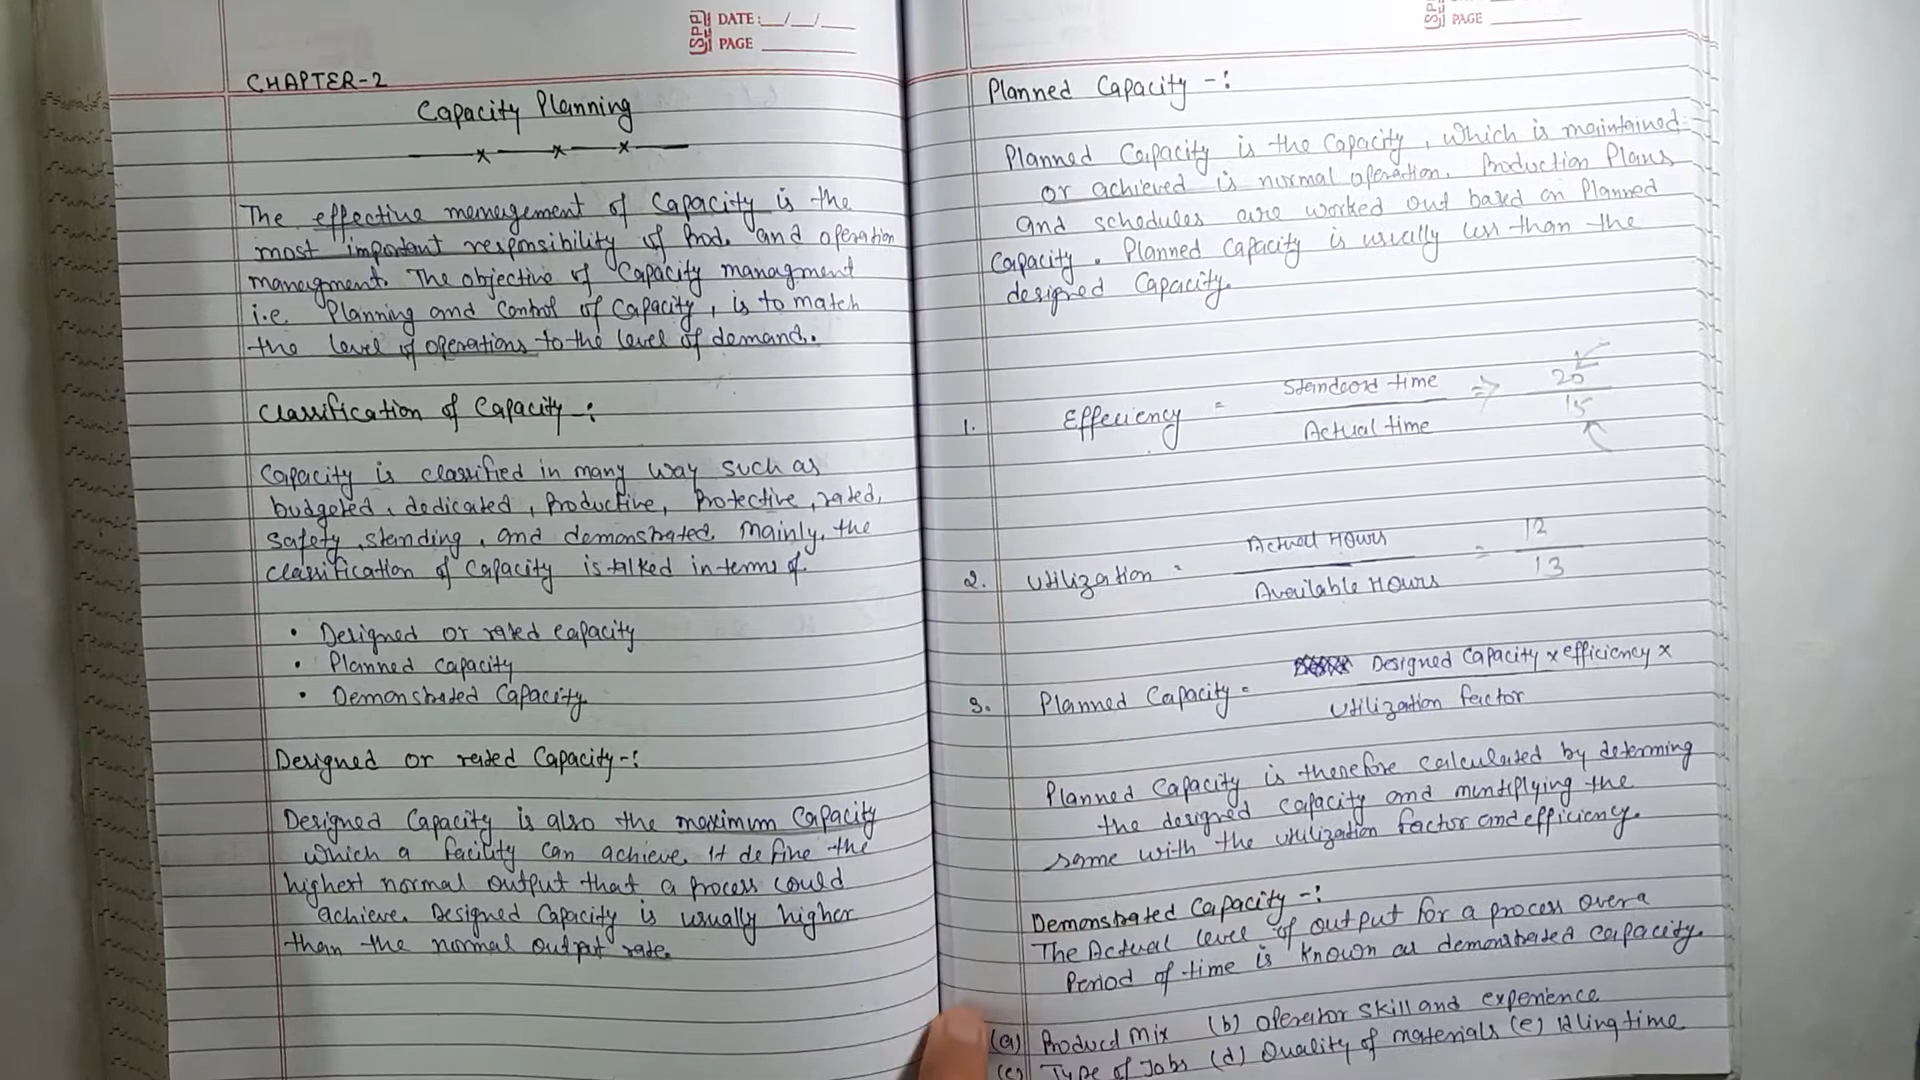 DATE: __/__/__
PAGE
CHAPTER-2
Capacity Planning
The effective menegement of Capacity is the
most important responsibility of Prod. and operation
manegment. The objective of Capacity managment
i.e. Planning and Control of Capacity, is to match
the level of operations to the level of demand.
Classification of Capacity -:
Capacity is classified in many way such as
budgeted, dedicated, Productive, Protective, rated,
safety, standing, and demonstrated. Mainly, the
classification of Capacity is talked in terms of.
• Designed or rated capacity
• Planned capacity
• Demonstrated Capacity
Designed or rated Capacity -:
Designed Capacity is also the maximum Capacity
which a facility can achieve. It define the
highest normal output that a process could
achieve. Designed Capacity is usually higher
than the normal output rate.
PAGE
Planned Capacity -:
Planned Capacity is the Capacity, which is maintained
or achieved is normal operation. Production Plans
and schedules are worked out based on Planned
Capacity. Planned Capacity is usually less than the
designed Capacity.
1. Effeciency = Standard time / Actual time ⇒ 20 / 15
2. Utilization = Actual Hours / Available Hours = 12 / 13
3. Planned Capacity = Designed Capacity x efficiency x / Utilization factor
Planned Capacity is therefore calculated by determing
the designed capacity and multiplying the
same with the utilization factor and efficiency.
Demonstrated Capacity -:
The Actual level of output for a process over a
Period of time is known as demonstrated capacity.
(a) Product Mix (b) Operator skill and experience
(c) Type of Jobs (d) Quality of materials (e) Idling time